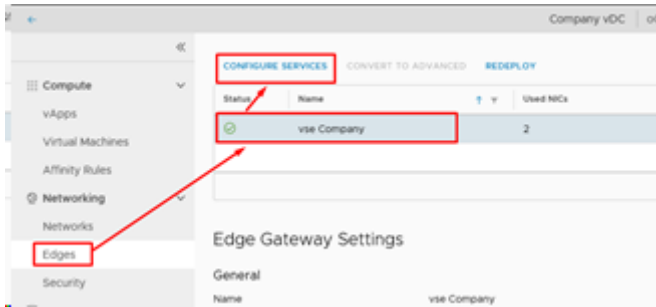 Company vDC
CONFIGURE SERVICES CONVERT TO ADVANCED REDEPLOY
Compute
Status Name Used NICs
vApps
vse Company 2
Virtual Machines
Affinity Rules
Networking
Networks
Edge Gateway Settings
Edges
General
Security
Name vse Company